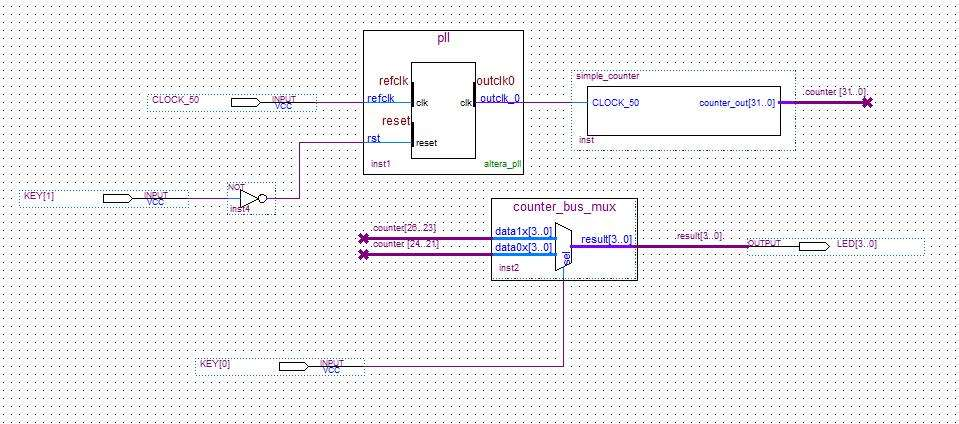 pll
refclk
outclk0
simple_counter
CLOCK_50
INPUT
VCC
refclk
clk
clk
outclk_0
CLOCK_50
counter_out[31..0]
counter [31..0]
reset
rst
reset
inst
inst1
altera_pll
KEY[1]
INPUT
VCC
NOT
inst4
counter_bus_mux
counter[26..23]
data1x[3..0]
counter [24..21]
data0x[3..0]
sel
result[3..0]
result[3..0]
OUTPUT
LED[3..0]
inst2
KEY[0]
INPUT
VCC